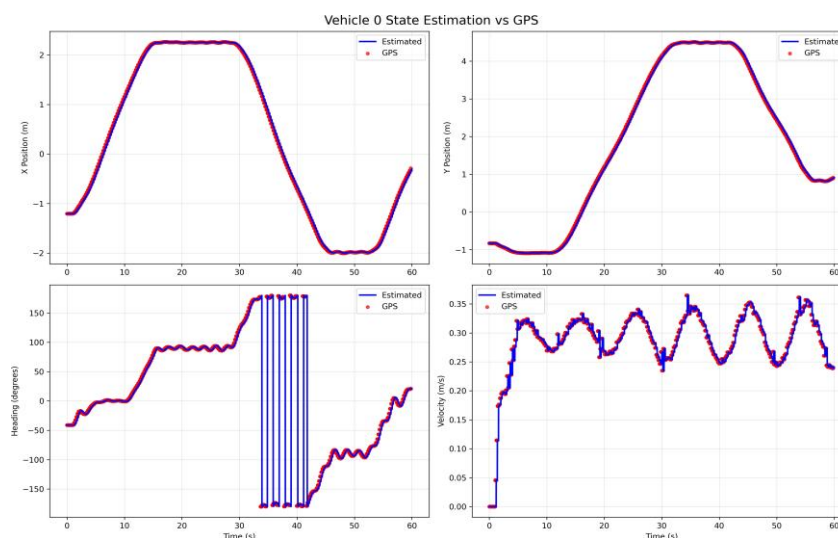 Vehicle 0 State Estimation vs GPS
X Position (m)
2
1
0
−1
−2
0 10 20 30 40 50 60
Estimated
GPS
Y Position (m)
4
3
2
1
0
−1
0 10 20 30 40 50 60
Estimated
GPS
Heading (degrees)
150
100
50
0
−50
−100
−150
0 10 20 30 40 50 60
Time (s)
Estimated
GPS
Velocity (m/s)
0.35
0.30
0.25
0.20
0.15
0.10
0.05
0.00
0 10 20 30 40 50 60
Time (s)
Estimated
GPS